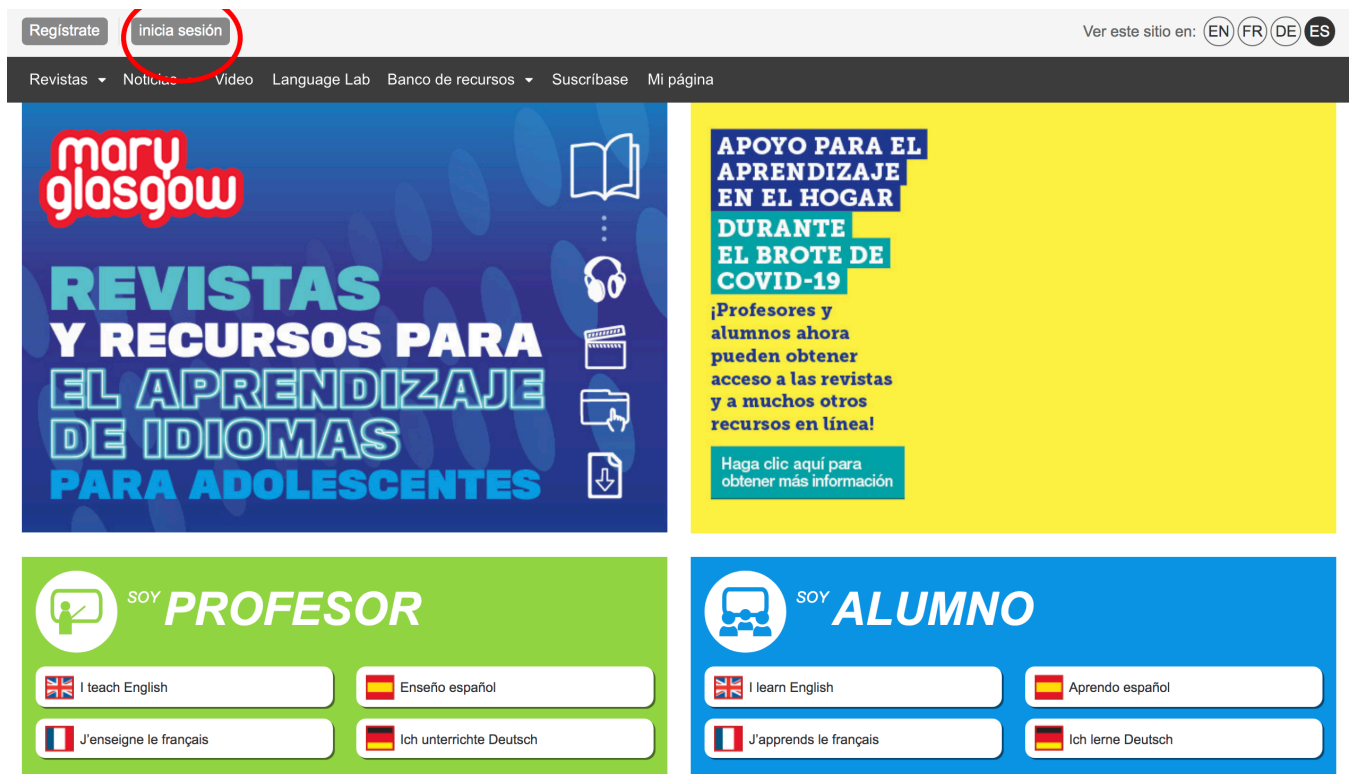 Regístrate inicia sesión Ver este sitio en: EN FR DE ES
Revistas Noticias Video Language Lab Banco de recursos Suscríbase Mi página
mary
glasgow
REVISTAS
Y RECURSOS PARA
EL APRENDIZAJE
DE IDIOMAS
PARA ADOLESCENTES
APOYO PARA EL
APRENDIZAJE
EN EL HOGAR
DURANTE
EL BROTE DE
COVID-19
¡Profesores y
alumnos ahora
pueden obtener
acceso a las revistas
y a muchos otros
recursos en línea!
Haga clic aquí para
obtener más información
SOY PROFESOR
I teach English Enseño español
J'enseigne le français Ich unterrichte Deutsch
SOY ALUMNO
I learn English Aprendo español
J'apprends le français Ich lerne Deutsch